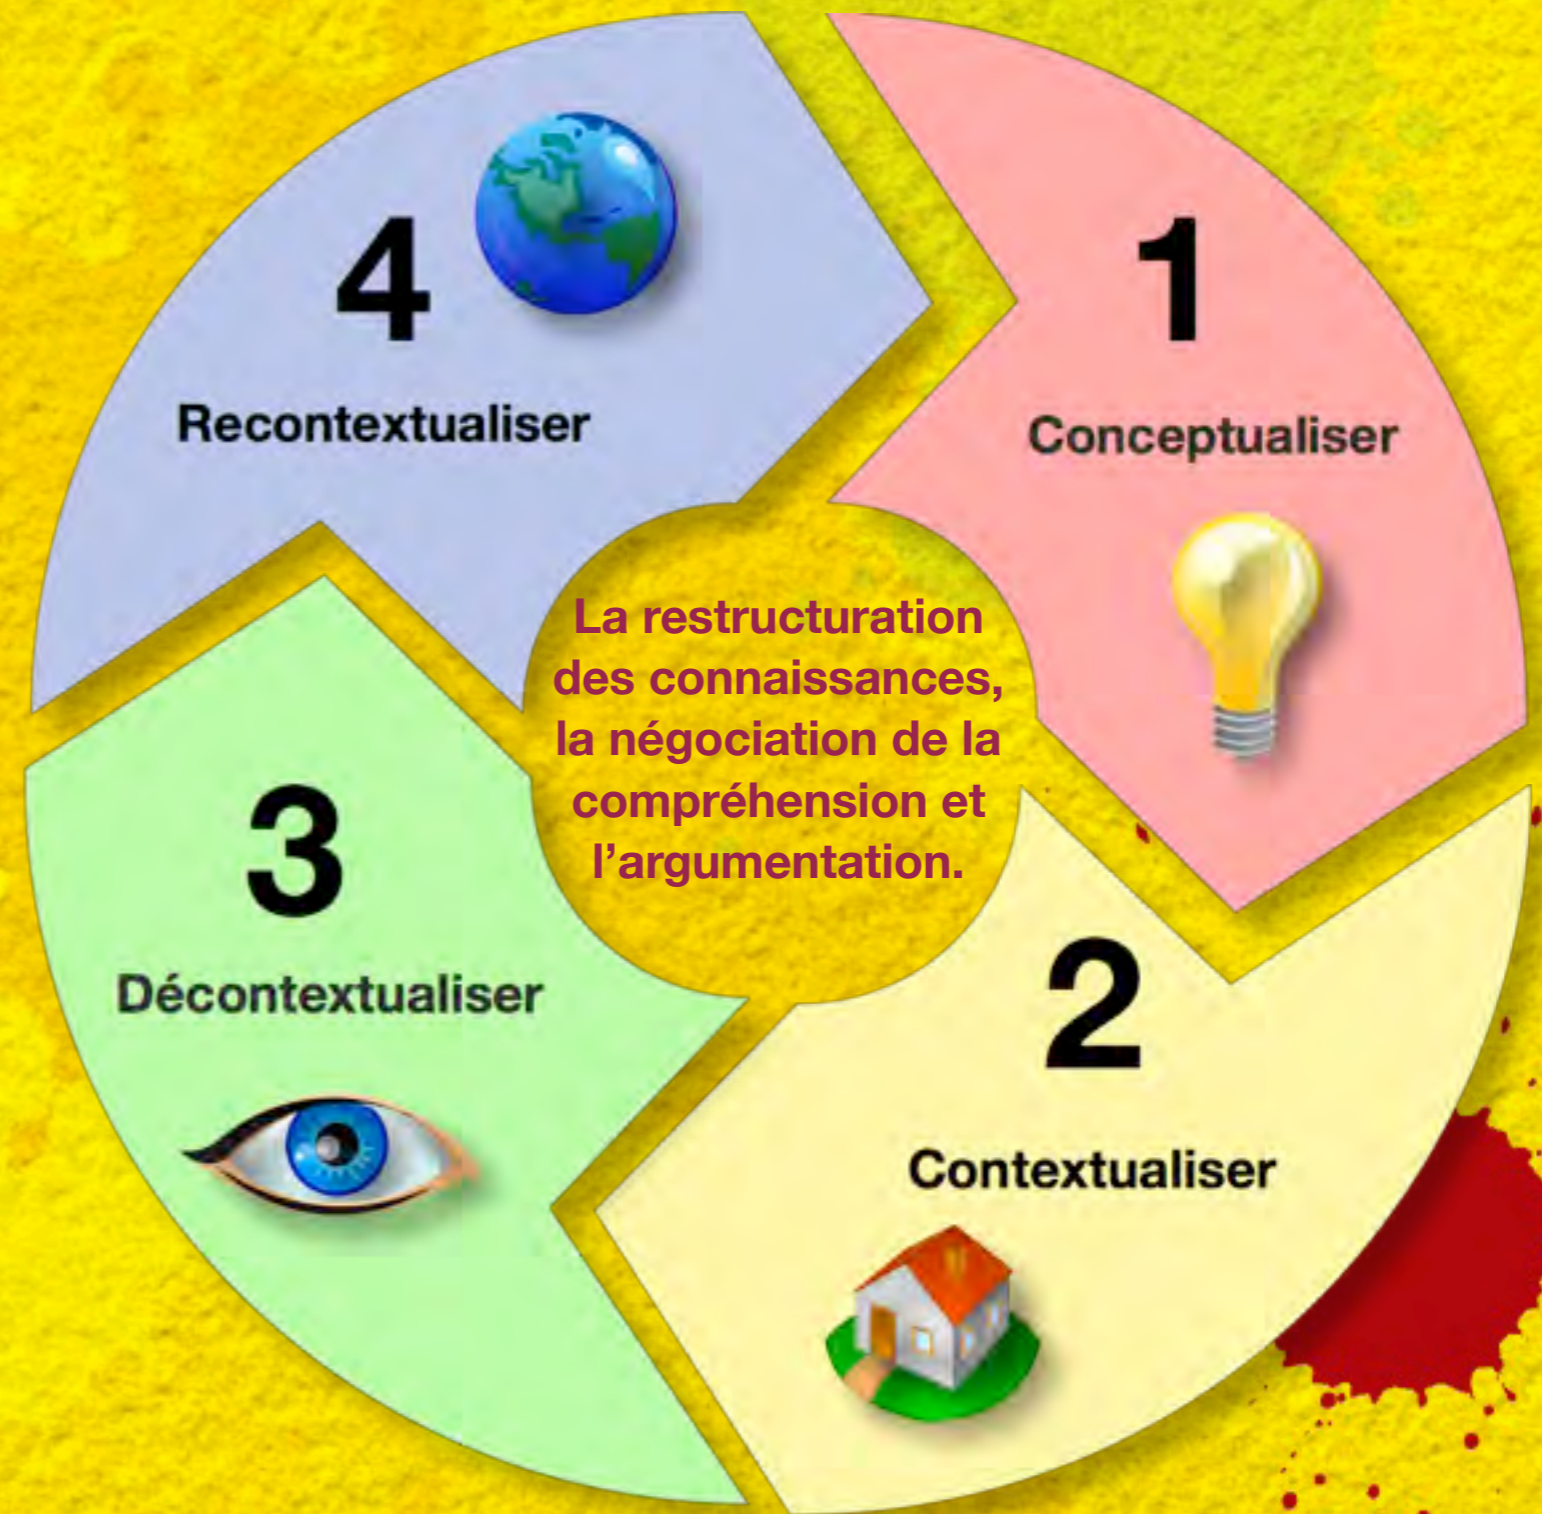 1
Conceptualiser
2
Contextualiser
3
Décontextualiser
4
Recontextualiser
La restructuration
des connaissances,
la négociation de la
compréhension et
l’argumentation.